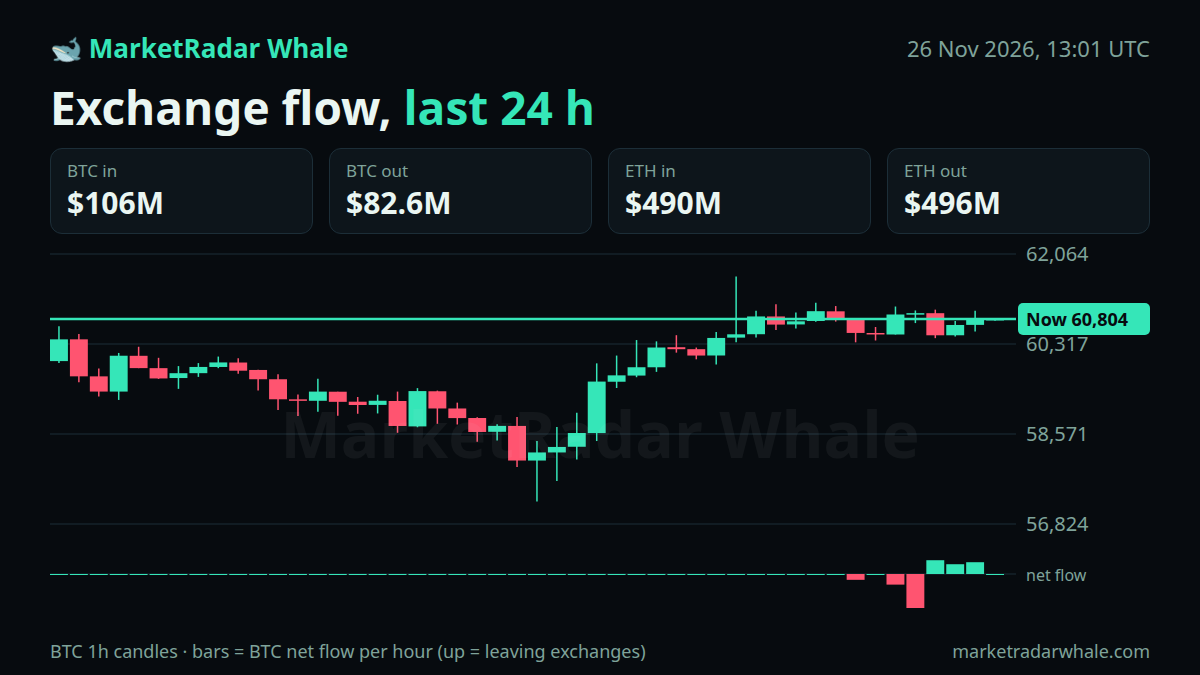 🐳 MarketRadar Whale
26 Nov 2026, 13:01 UTC
Exchange flow, last 24 h
BTC in
$106M
BTC out
$82.6M
ETH in
$490M
ETH out
$496M
62,064
Now 60,804
60,317
MarketRadar Whale
58,571
56,824
net flow
BTC 1h candles · bars = BTC net flow per hour (up = leaving exchanges)
marketradarwhale.com